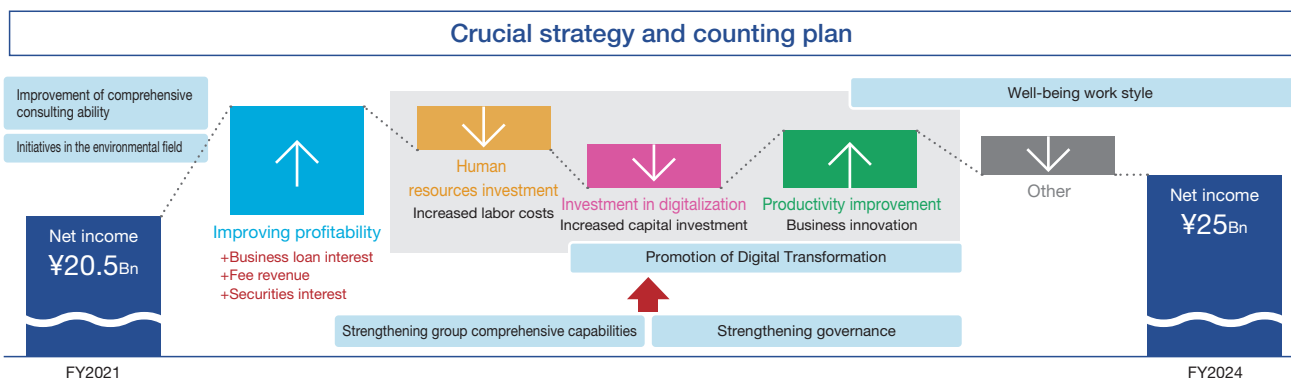 Crucial strategy and counting plan
Improvement of comprehensive
consulting ability
Initiatives in the environmental field
Well-being work style
Net income
¥20.5Bn
FY2021
Improving profitability
+Business loan interest
+Fee revenue
+Securities interest
Human
resources investment
Increased labor costs
Investment in digitalization
Increased capital investment
Productivity improvement
Business innovation
Promotion of Digital Transformation
Strengthening group comprehensive capabilities
Strengthening governance
Other
Net income
¥25Bn
FY2024